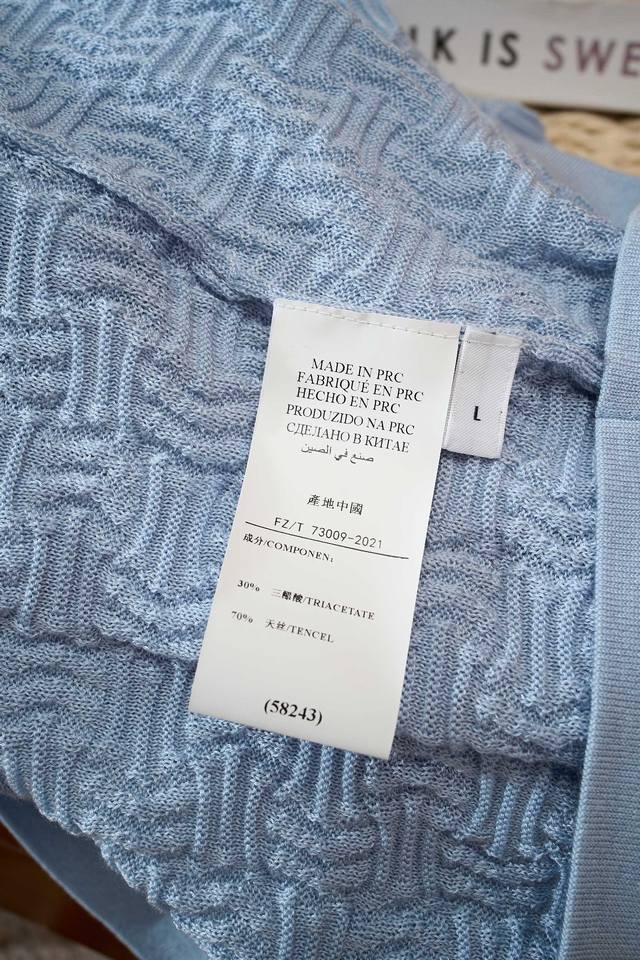 LK IS SWE
MADE IN PRC
FABRIQUÉ EN PRC
HECHO EN PRC
PRODUZIDO NA PRC
СДЕЛАНО В КИТАЕ
صنع في الصين
L
產地中國
FZ/T 73009-2021
成分/COMPONEN:
30% 三醋酸/TRIACETATE
70% 天丝/TENCEL
(58243)